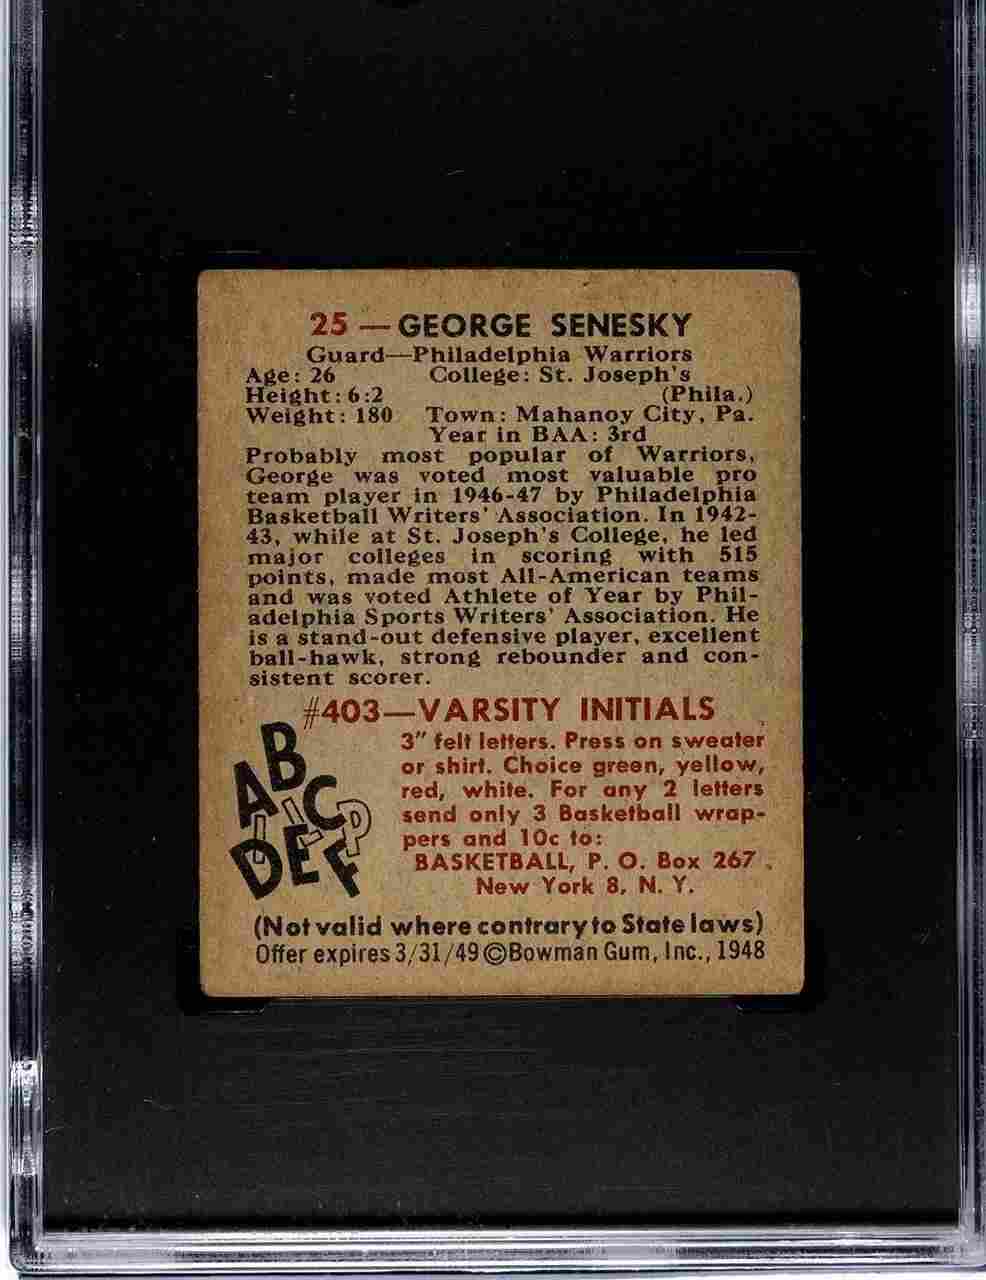 25 — GEORGE SENESKY
Guard—Philadelphia Warriors
Age: 26 College: St. Joseph's
Height: 6:2 (Phila.)
Weight: 180 Town: Mahanoy City, Pa.
Year in BAA: 3rd
Probably most popular of Warriors,
George was voted most valuable pro
team player in 1946-47 by Philadelphia
Basketball Writers' Association. In 1942-
43, while at St. Joseph's College, he led
major colleges in scoring with 515
points, made most All-American teams
and was voted Athlete of Year by Phil-
adelphia Sports Writers' Association. He
is a stand-out defensive player, excellent
ball-hawk, strong rebounder and con-
sistent scorer.
#403—VARSITY INITIALS
3" felt letters. Press on sweater
or shirt. Choice green, yellow,
red, white. For any 2 letters
send only 3 Basketball wrap-
pers and 10c to:
BASKETBALL, P. O. Box 267
New York 8, N. Y.
A B C
D E F
P
(Not valid where contrary to State laws)
Offer expires 3/31/49 © Bowman Gum, Inc., 1948